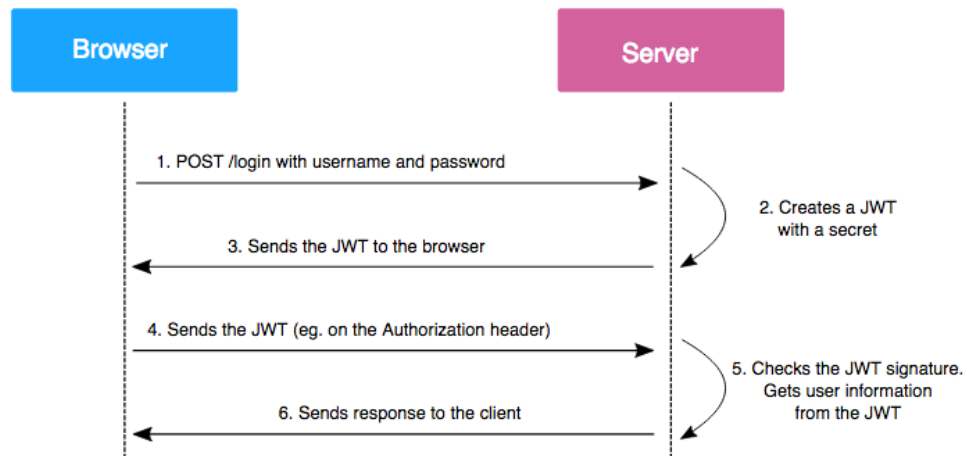 Browser
Server
1. POST /login with username and password
2. Creates a JWT
with a secret
3. Sends the JWT to the browser
4. Sends the JWT (eg. on the Authorization header)
5. Checks the JWT signature.
Gets user information
from the JWT
6. Sends response to the client